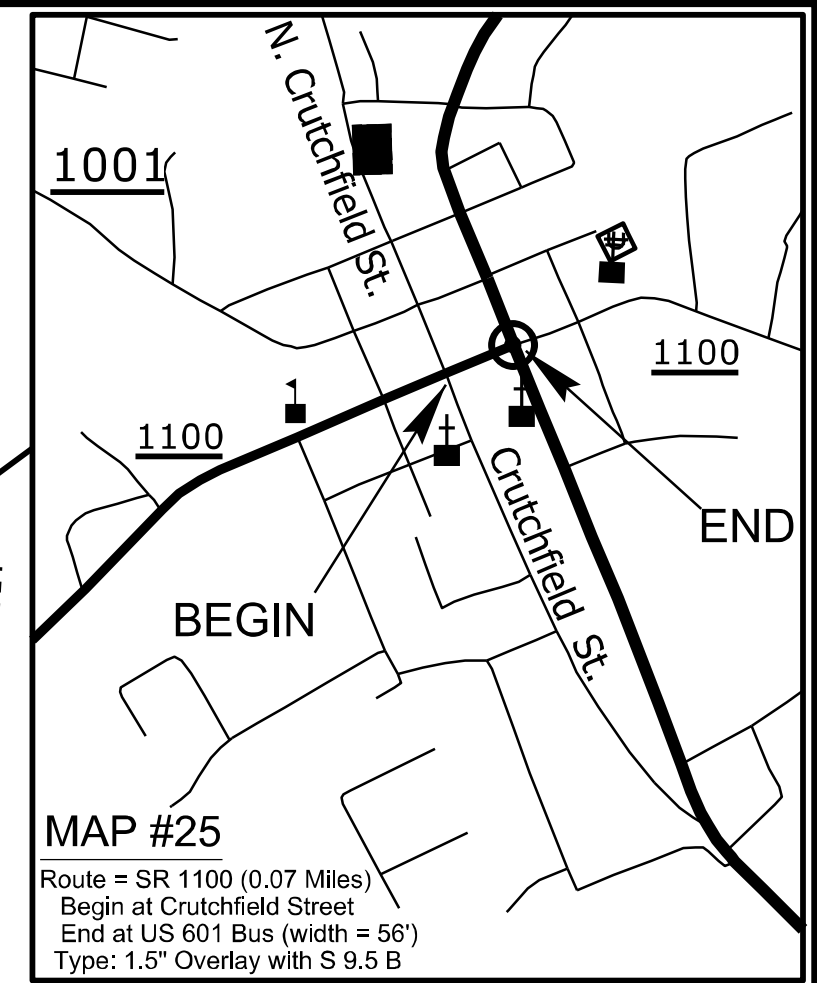 N. Crutchfield St.
1001
1100
1100
END
Crutchfield St.
BEGIN
MAP #25
Route = SR 1100 (0.07 Miles)
Begin at Crutchfield Street
End at US 601 Bus (width = 56')
Type: 1.5" Overlay with S 9.5 B